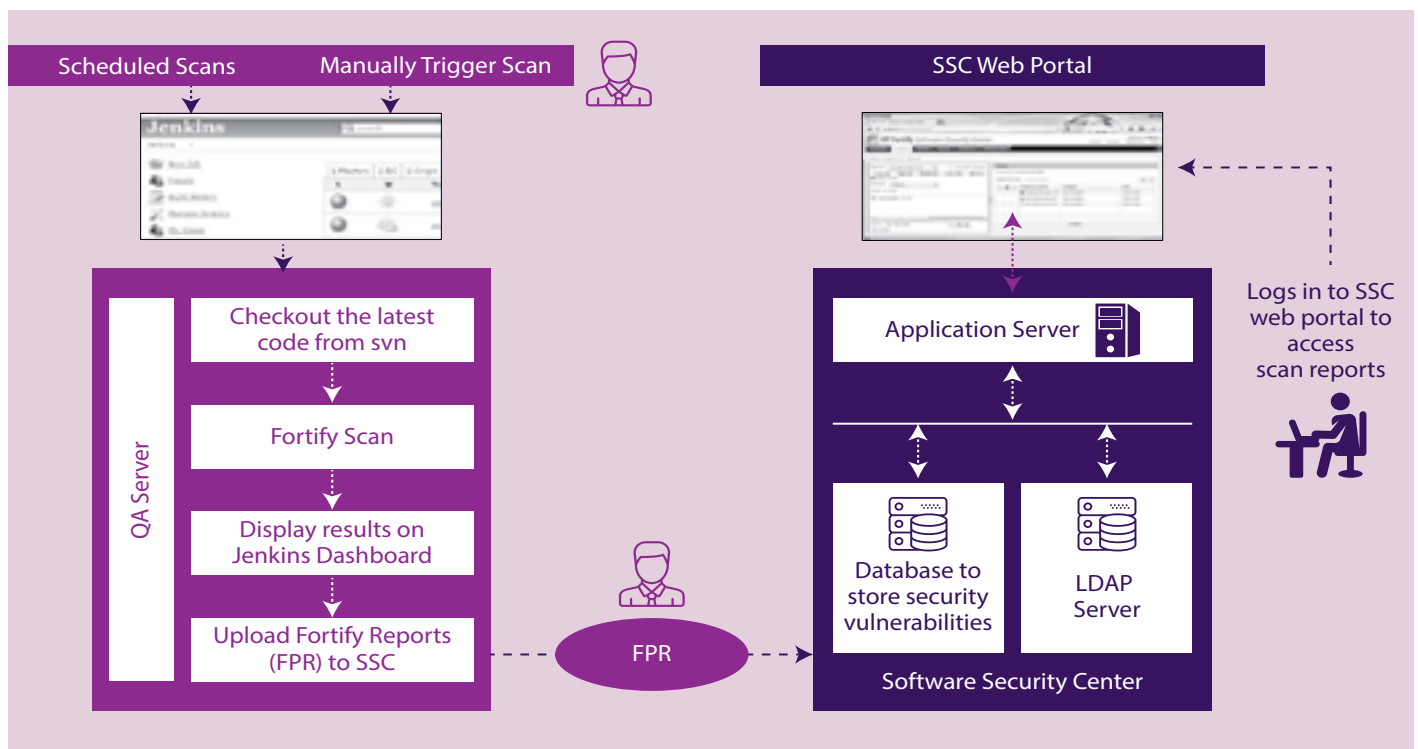 Scheduled Scans
Manually Trigger Scan
SSC Web Portal
Jenkins
Checkout the latest
code from svn
Fortify Scan
Display results on
Jenkins Dashboard
Upload Fortify Reports
(FPR) to SSC
QA Server
FPR
Application Server
Database to
store security
vulnerabilities
LDAP
Server
Software Security Center
Logs in to SSC
web portal to
access
scan reports